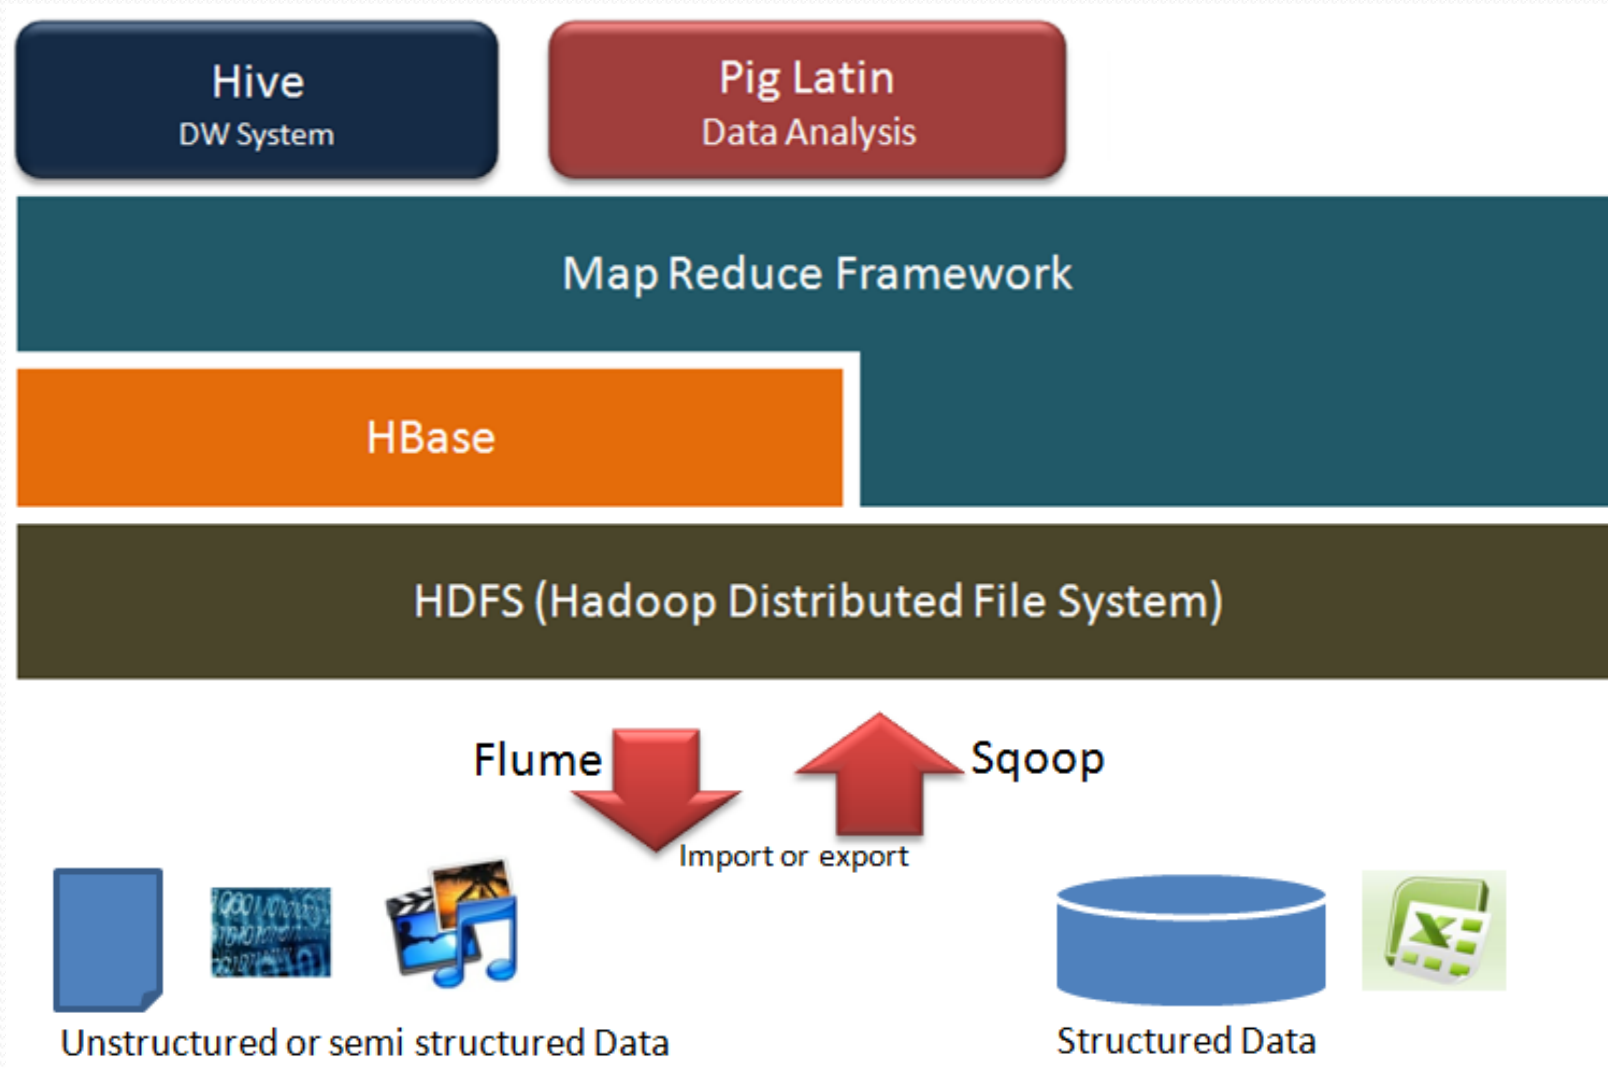 Hive
DW System
Pig Latin
Data Analysis
Map Reduce Framework
HBase
HDFS (Hadoop Distributed File System)
Flume
Sqoop
Import or export
Unstructured or semi structured Data
Structured Data